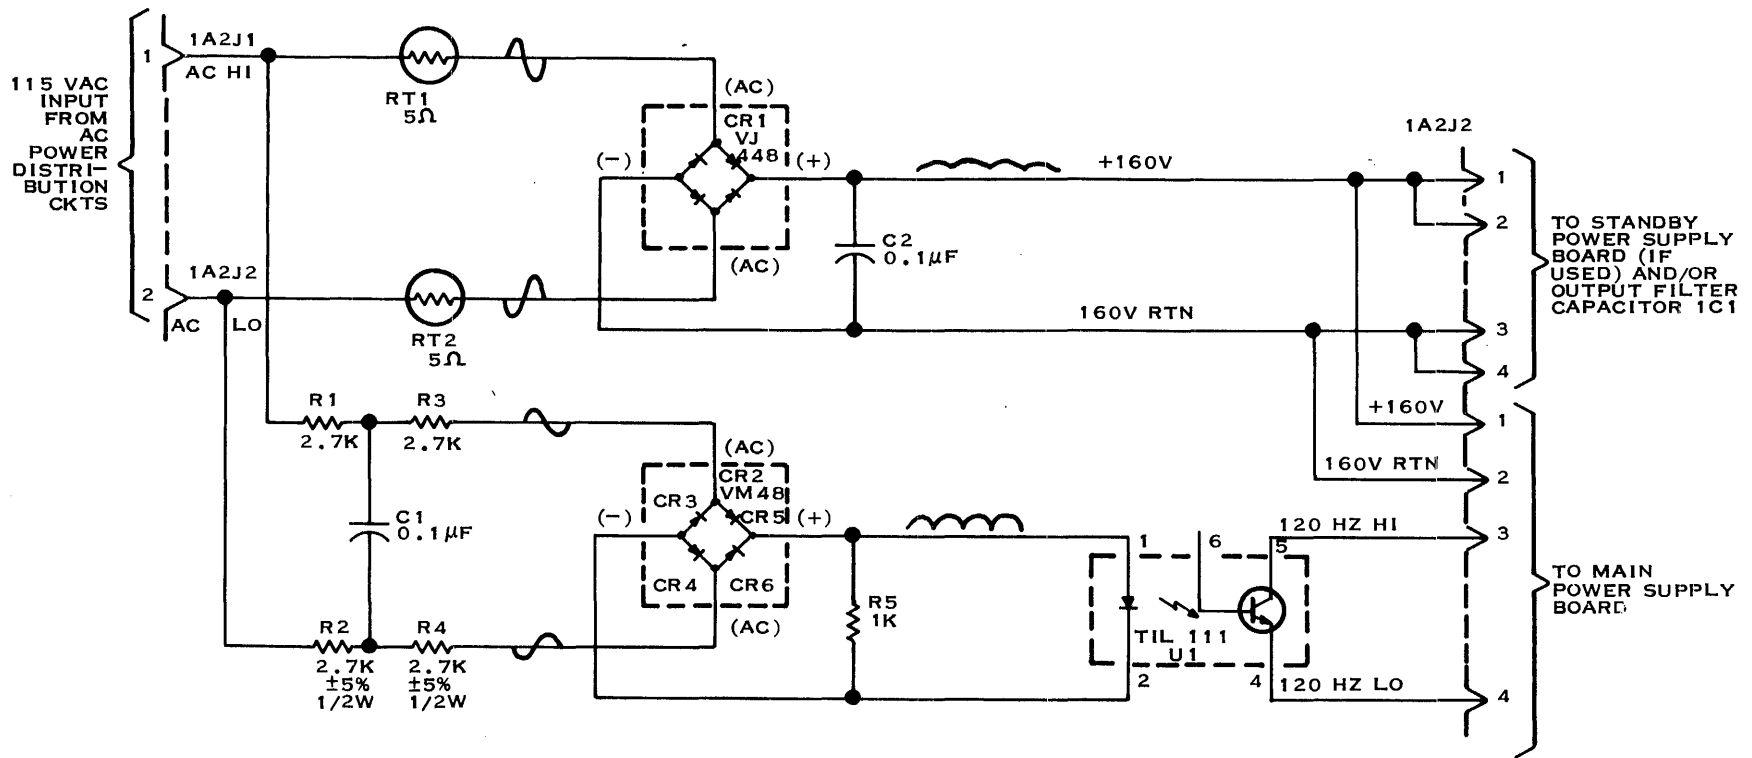 1A2J1
1
AC HI
115 VAC
INPUT
FROM
AC
POWER
DISTRI-
BUTION
CKTS
RT1
5Ω
(AC)
CR1
VJ
448
(-)
(+)
+160V
1A2J2
1
2
TO STANDBY
POWER SUPPLY
BOARD (IF
USED) AND/OR
OUTPUT FILTER
CAPACITOR 1C1
C2
0.1µF
(AC)
1A2J2
2
AC LO
RT2
5Ω
160V RTN
3
4
R1
2.7K
R3
2.7K
+160V
1
160V RTN
2
(AC)
CR2
VM48
CR3
CR5
(-)
(+)
CR4
CR6
(AC)
C1
0.1µF
R2
2.7K
±5%
1/2W
R4
2.7K
±5%
1/2W
R5
1K
1
6
5
TIL 111
U1
2
4
120 HZ HI
3
120 HZ LO
4
TO MAIN
POWER SUPPLY
BOARD